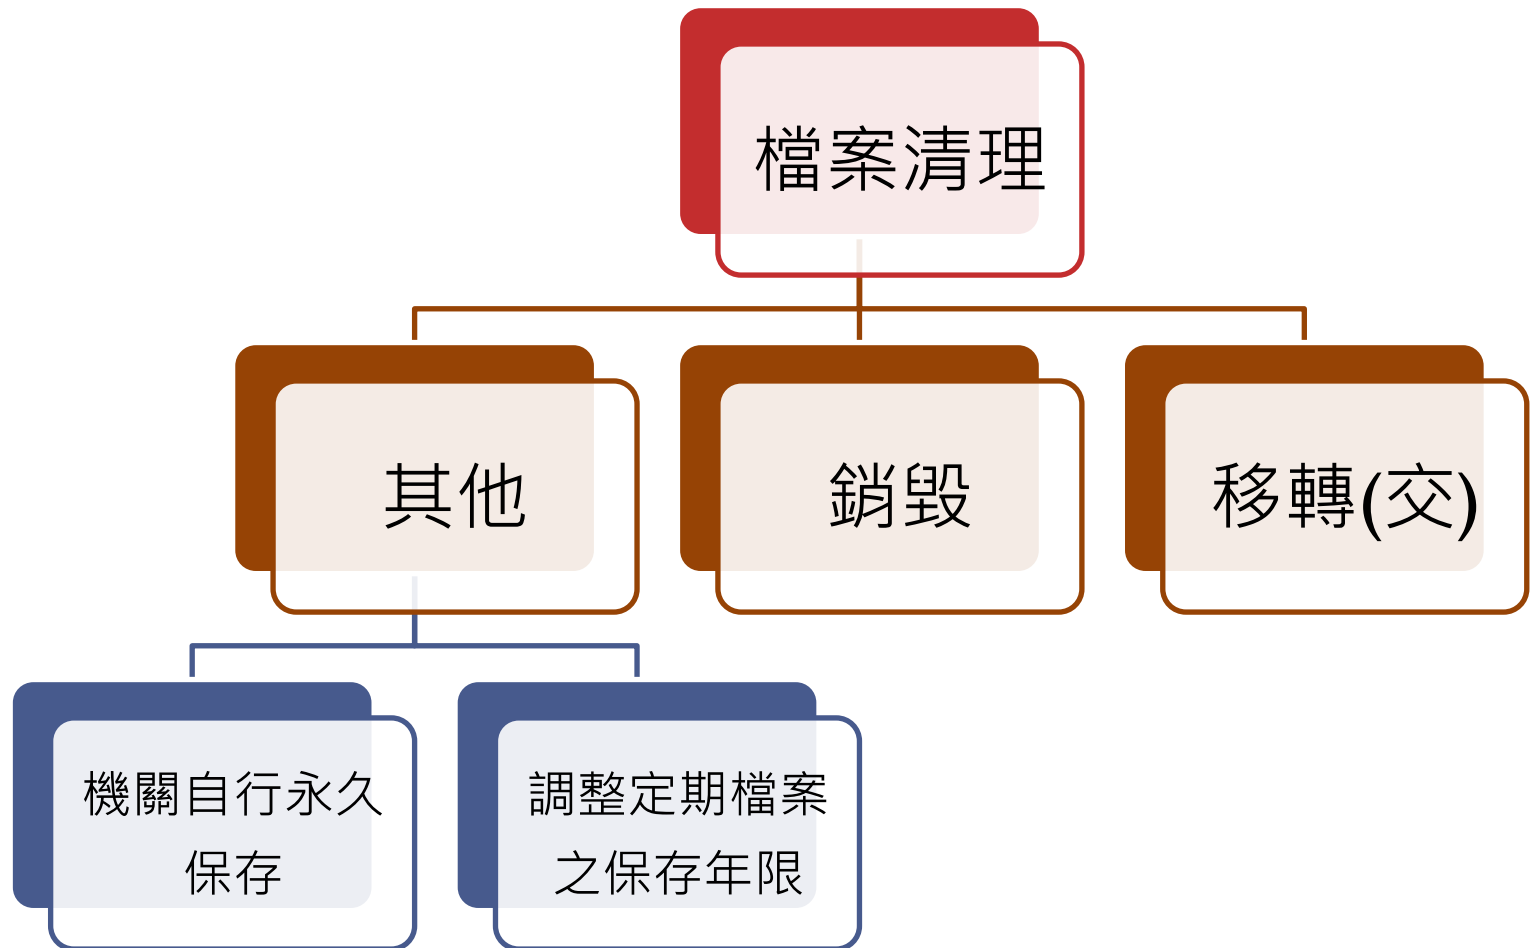 檔案清理
其他
銷毀
移轉(交)
機關自行永久
保存
調整定期檔案
之保存年限